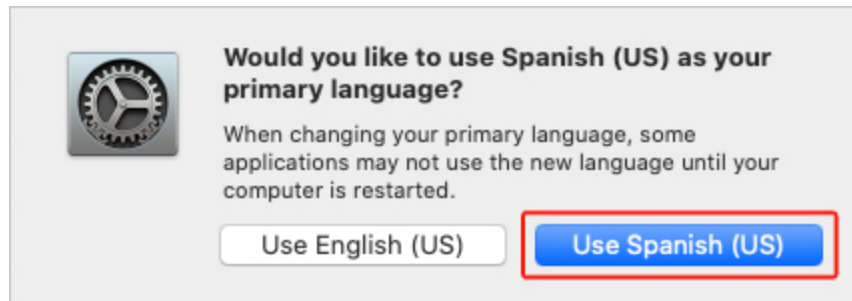 Would you like to use Spanish (US) as your
primary language?
When changing your primary language, some
applications may not use the new language until your
computer is restarted.
Use English (US)
Use Spanish (US)